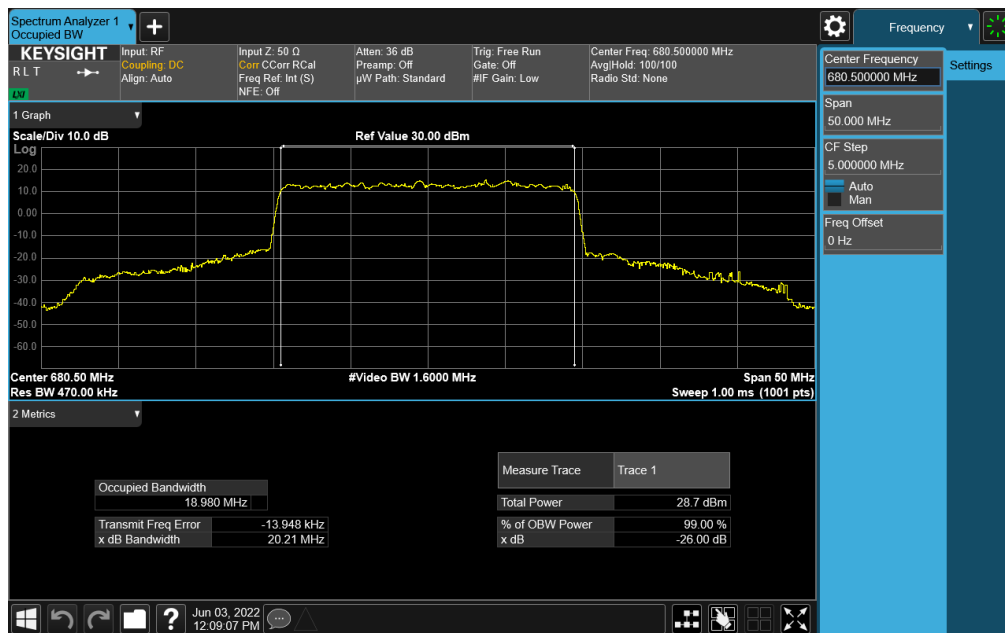 Spectrum Analyzer 1
Occupied BW
Frequency
KEYSIGHT
R L T
LXI
Input: RF
Coupling: DC
Align: Auto
Input Z: 50 Ω
Corr CCorr RCal
Freq Ref: Int (S)
NFE: Off
Atten: 36 dB
Preamp: Off
µW Path: Standard
Trig: Free Run
Gate: Off
#IF Gain: Low
Center Freq: 680.500000 MHz
Avg|Hold: 100/100
Radio Std: None
Center Frequency
680.500000 MHz
Settings
Span
50.000 MHz
CF Step
5.000000 MHz
Auto
Man
Freq Offset
0 Hz
1 Graph
Scale/Div 10.0 dB
Ref Value 30.00 dBm
Log
20.0
10.0
0.00
-10.0
-20.0
-30.0
-40.0
-50.0
-60.0
Center 680.50 MHz
#Video BW 1.6000 MHz
Span 50 MHz
Res BW 470.00 kHz
Sweep 1.00 ms (1001 pts)
2 Metrics
Occupied Bandwidth
18.980 MHz
Transmit Freq Error -13.948 kHz
x dB Bandwidth 20.21 MHz
Measure Trace Trace 1
Total Power 28.7 dBm
% of OBW Power 99.00 %
x dB -26.00 dB
Jun 03, 2022
12:09:07 PM